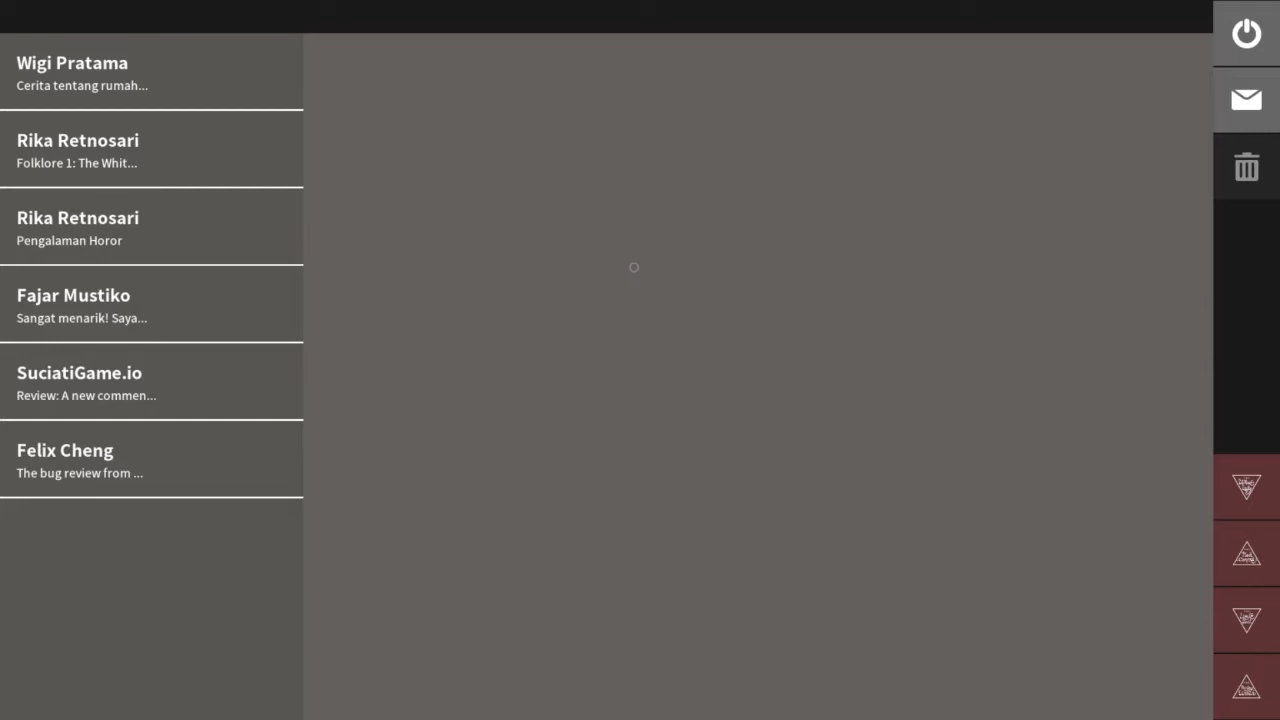 Wigi Pratama
Cerita tentang rumah...
Rika Retnosari
Folklore 1: The Whit...
Rika Retnosari
Pengalaman Horor
Fajar Mustiko
Sangat menarik! Saya...
SuciatiGame.io
Review: A new commen...
Felix Cheng
The bug review from ...